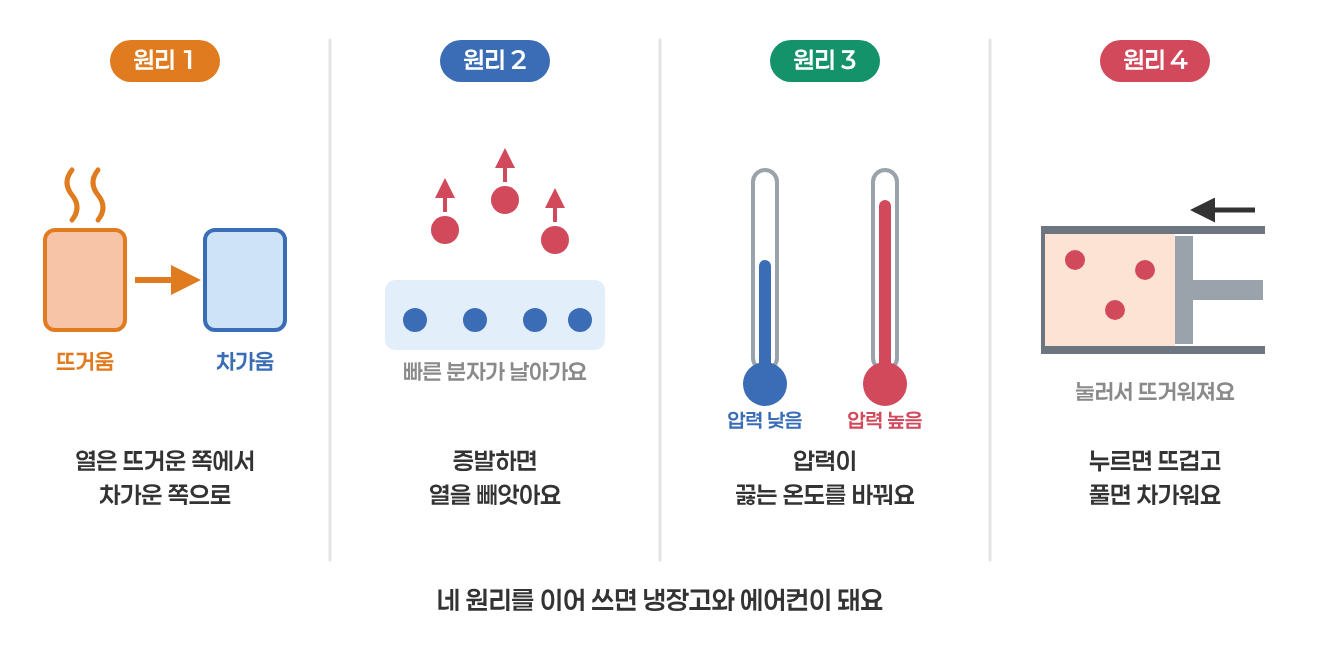 원리 1
뜨거움
차가움
열은 뜨거운 쪽에서
차가운 쪽으로
원리 2
빠른 분자가 날아가요
증발하면
열을 빼앗아요
원리 3
압력 낮음
압력 높음
압력이
끓는 온도를 바꿔요
원리 4
눌러서 뜨거워져요
누르면 뜨겁고
풀면 차가워요
네 원리를 이어 쓰면 냉장고와 에어컨이 돼요